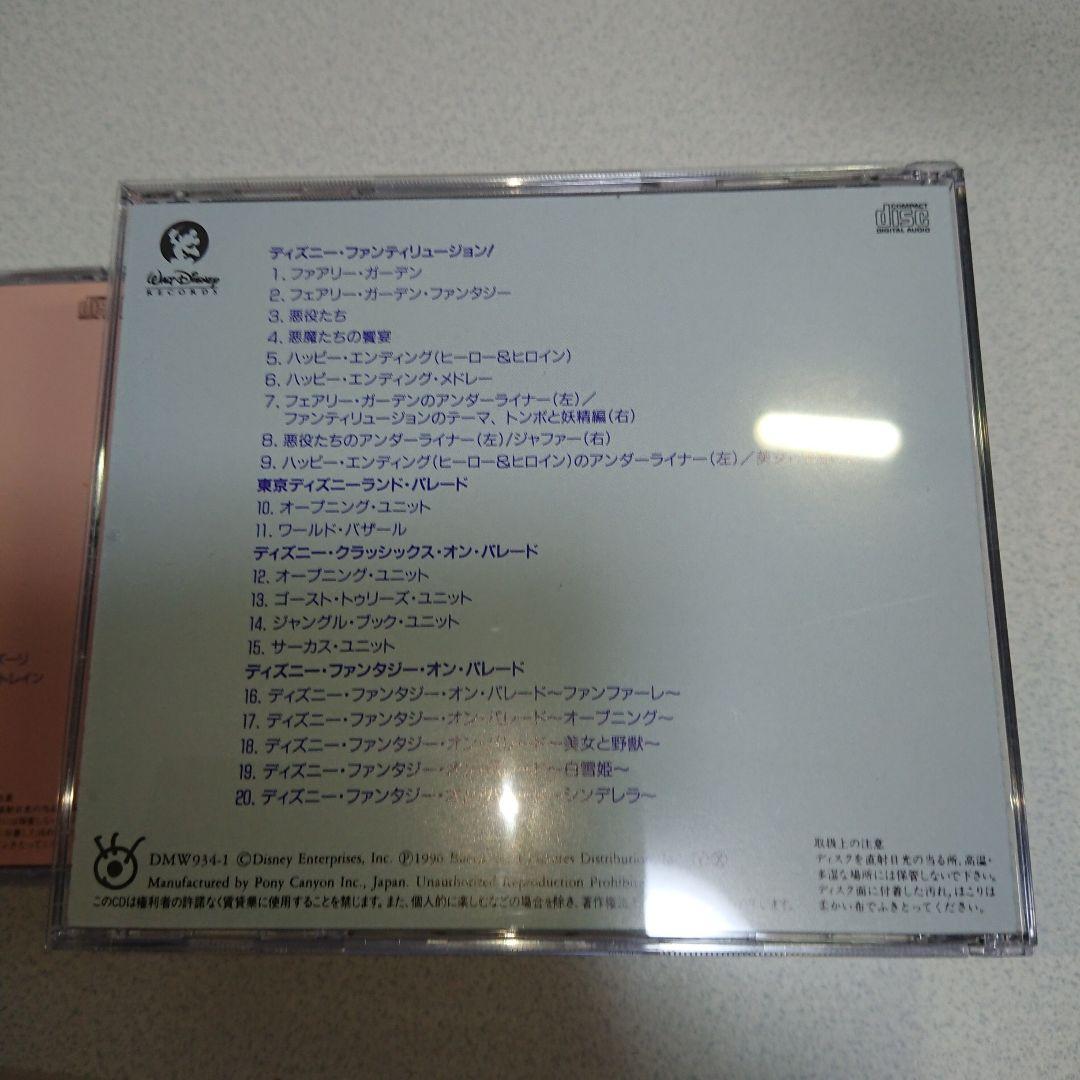 COMPACT
disc
DIGITAL AUDIO
WALT DISNEY
RECORDS
ディズニー・ファンティリュージョン!
1. ファアリー・ガーデン
2. フェアリー・ガーデン・ファンタジー
3. 悪役たち
4. 悪魔たちの饗宴
5. ハッピー・エンディング(ヒーロー&ヒロイン)
6. ハッピー・エンディング・メドレー
7. フェアリー・ガーデンのアンダーライナー(左)/
ファンティリュージョンのテーマ、トンボと妖精編(右)
8. 悪役たちのアンダーライナー(左)/ジャファー(右)
9. ハッピー・エンディング(ヒーロー&ヒロイン)のアンダーライナー(左)/
東京ディズニーランド・パレード
10. オープニング・ユニット
11. ワールド・バザール
ディズニー・クラッシックス・オン・パレード
12. オープニング・ユニット
13. ゴースト・トゥリーズ・ユニット
14. ジャングル・ブック・ユニット
15. サーカス・ユニット
ディズニー・ファンタジー・オン・パレード
16. ディズニー・ファンタジー・オン・パレード〜ファンファーレ〜
17. ディズニー・ファンタジー・オン・パレード〜オープニング〜
18. ディズニー・ファンタジー・オン・パレード〜美女と野獣〜
19. ディズニー・ファンタジー・オン・パレード〜白雪姫〜
20. ディズニー・ファンタジー・シンデレラ〜
DMW934-1 ©Disney Enterprises, Inc. Ⓟ1996 Pictures Distribution
Manufactured by Pony Canyon Inc., Japan. Unauthorized Reproduction
このCDは権利者の許諾なく賃貸業に使用することを禁じます。また、個人的に楽しむなどの場合を除き、著作権法
取扱上の注意
ディスクを直射日光の当る所、高温・
多湿な場所には保管しないで下さい。
ディスク面に付着した汚れ、ほこりは
柔かい布でふきとってください。
トレイン